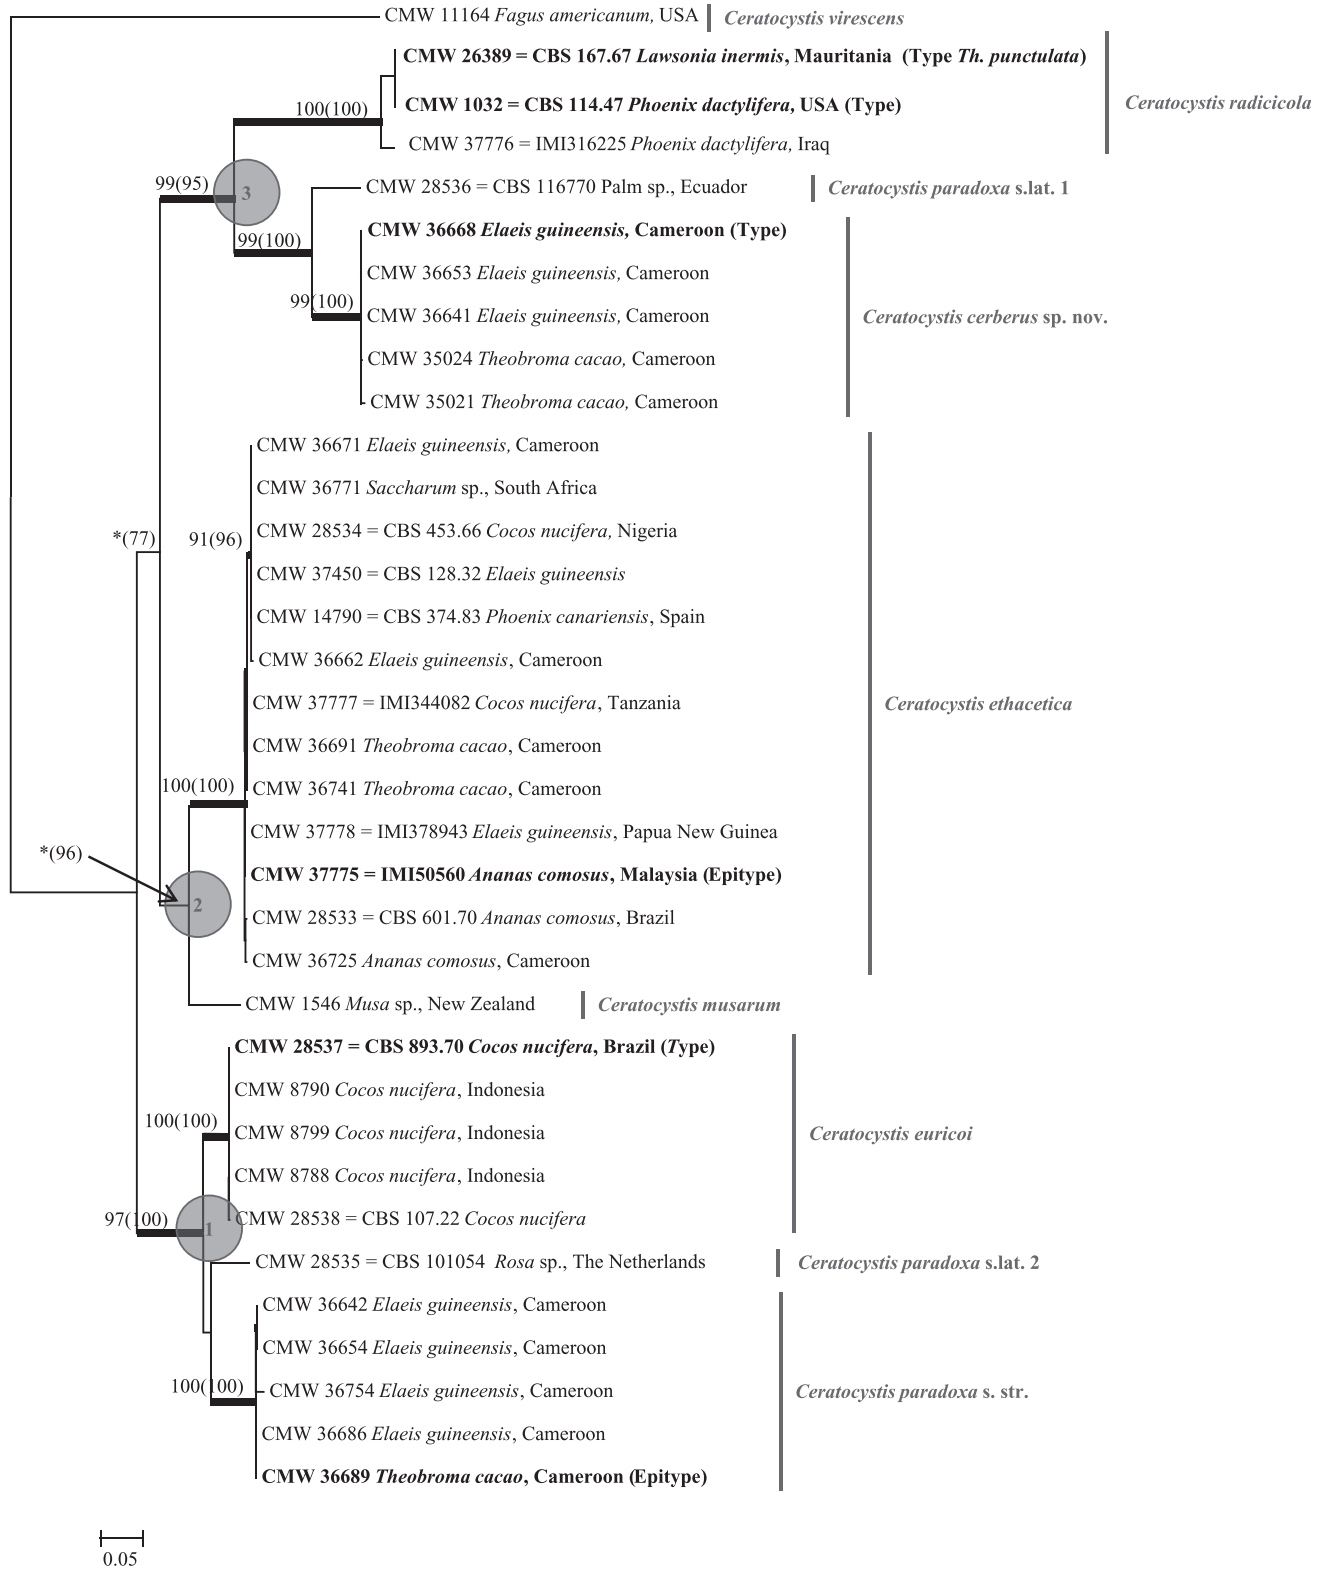 CMW 11164 Fagus americanum, USA
Ceratocystis virescens
CMW 26389 = CBS 167.67 Lawsonia inermis, Mauritania (Type Th. punctulata)
CMW 1032 = CBS 114.47 Phoenix dactylifera, USA (Type)
Ceratocystis radicicola
100(100)
CMW 37776 = IMI316225 Phoenix dactylifera, Iraq
99(95)
3
CMW 28536 = CBS 116770 Palm sp., Ecuador
Ceratocystis paradoxa s.lat. 1
CMW 36668 Elaeis guineensis, Cameroon (Type)
99(100)
CMW 36653 Elaeis guineensis, Cameroon
99(100)
CMW 36641 Elaeis guineensis, Cameroon
Ceratocystis cerberus sp. nov.
CMW 35024 Theobroma cacao, Cameroon
CMW 35021 Theobroma cacao, Cameroon
CMW 36671 Elaeis guineensis, Cameroon
CMW 36771 Saccharum sp., South Africa
*(77)
91(96)
CMW 28534 = CBS 453.66 Cocos nucifera, Nigeria
CMW 37450 = CBS 128.32 Elaeis guineensis
CMW 14790 = CBS 374.83 Phoenix canariensis, Spain
CMW 36662 Elaeis guineensis, Cameroon
CMW 37777 = IMI344082 Cocos nucifera, Tanzania
Ceratocystis ethacetica
CMW 36691 Theobroma cacao, Cameroon
100(100)
CMW 36741 Theobroma cacao, Cameroon
CMW 37778 = IMI378943 Elaeis guineensis, Papua New Guinea
*(96)
CMW 37775 = IMI50560 Ananas comosus, Malaysia (Epitype)
2
CMW 28533 = CBS 601.70 Ananas comosus, Brazil
CMW 36725 Ananas comosus, Cameroon
CMW 1546 Musa sp., New Zealand
Ceratocystis musarum
CMW 28537 = CBS 893.70 Cocos nucifera, Brazil (Type)
CMW 8790 Cocos nucifera, Indonesia
100(100)
CMW 8799 Cocos nucifera, Indonesia
Ceratocystis euricoi
CMW 8788 Cocos nucifera, Indonesia
97(100)
1
CMW 28538 = CBS 107.22 Cocos nucifera
CMW 28535 = CBS 101054 Rosa sp., The Netherlands
Ceratocystis paradoxa s.lat. 2
CMW 36642 Elaeis guineensis, Cameroon
CMW 36654 Elaeis guineensis, Cameroon
100(100)
CMW 36754 Elaeis guineensis, Cameroon
Ceratocystis paradoxa s. str.
CMW 36686 Elaeis guineensis, Cameroon
CMW 36689 Theobroma cacao, Cameroon (Epitype)
0.05